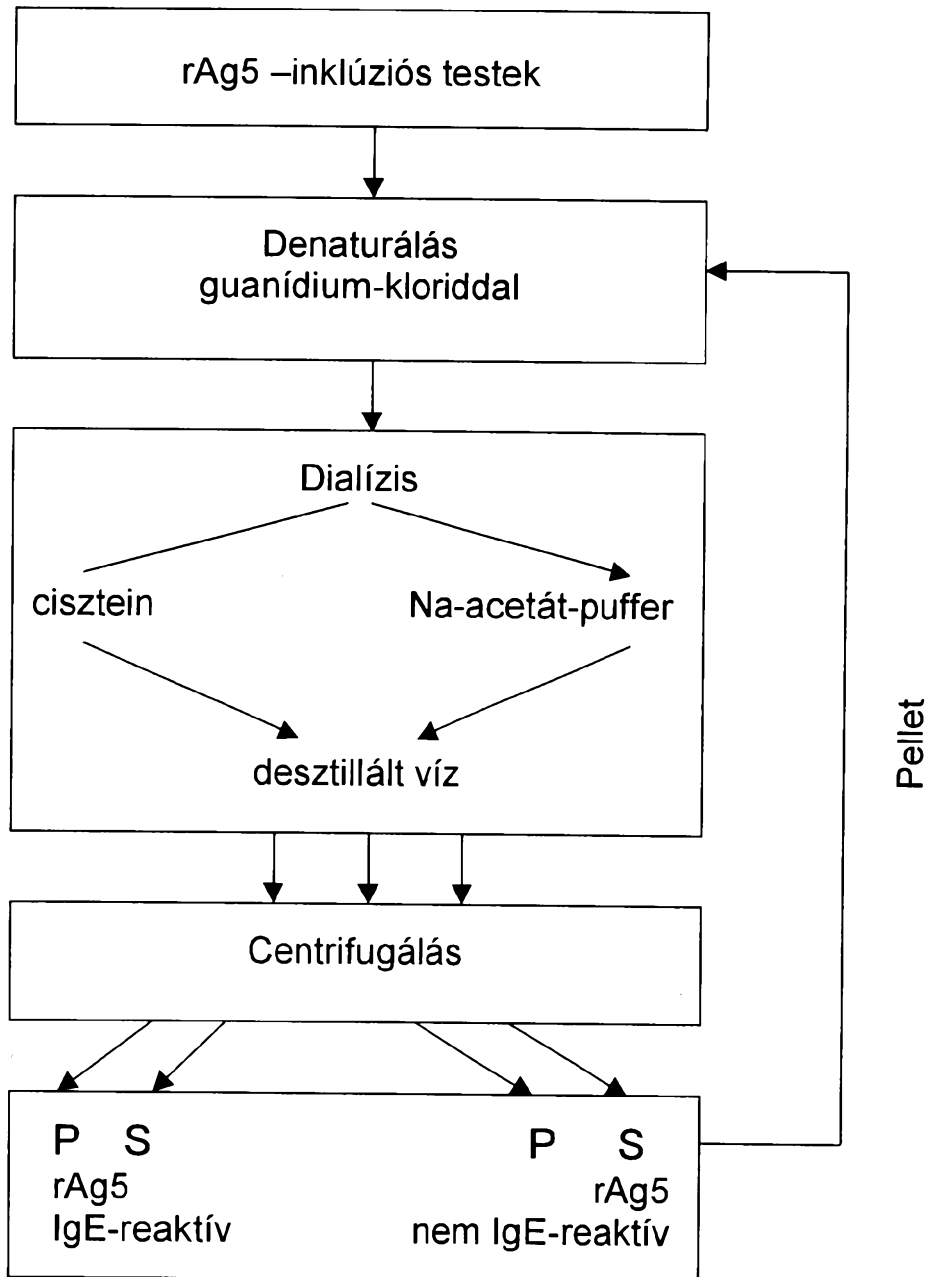 rAg5 –inklúziós testek
Denaturálás
guanídium-kloriddal
Dialízis
cisztein
Na-acetát-puffer
desztillált víz
Pellet
Centrifugálás
P S
rAg5
IgE-reaktív
P S
rAg5
nem IgE-reaktív